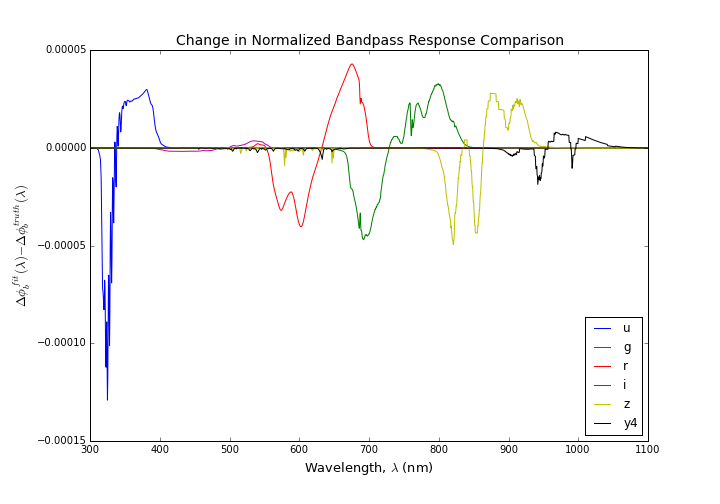 Change in Normalized Bandpass Response Comparison
0.00005
0.00000
−0.00005
−0.00010
−0.00015
Δϕ_b^{fit}(λ)−Δϕ_b^{truth}(λ)
300 400 500 600 700 800 900 1000 1100
Wavelength, λ (nm)
u
g
r
i
z
y4